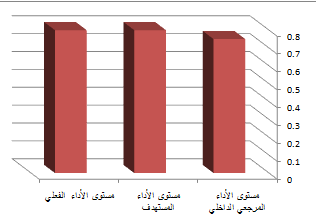 0.8
0.7
0.6
0.5
0.4
0.3
0.2
0.1
0
مستوى الأداء
المرجعي الداخلي
مستوى الأداء
المستهدف
مستوى الأداء الفعلي